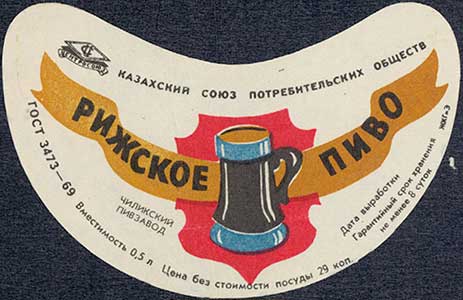 ЦЕНТРОСОЮЗ
КАЗАХСКИЙ СОЮЗ ПОТРЕБИТЕЛЬСКИХ ОБЩЕСТВ
РИЖСКОЕ ПИВО
ГОСТ 3473—69
ЧИЛИКСКИЙ
ПИВЗАВОД
Вместимость 0,5 л Цена без стоимости посуды 29 коп.
Дата выработки
Гарантийный срок хранения
не менее 8 суток